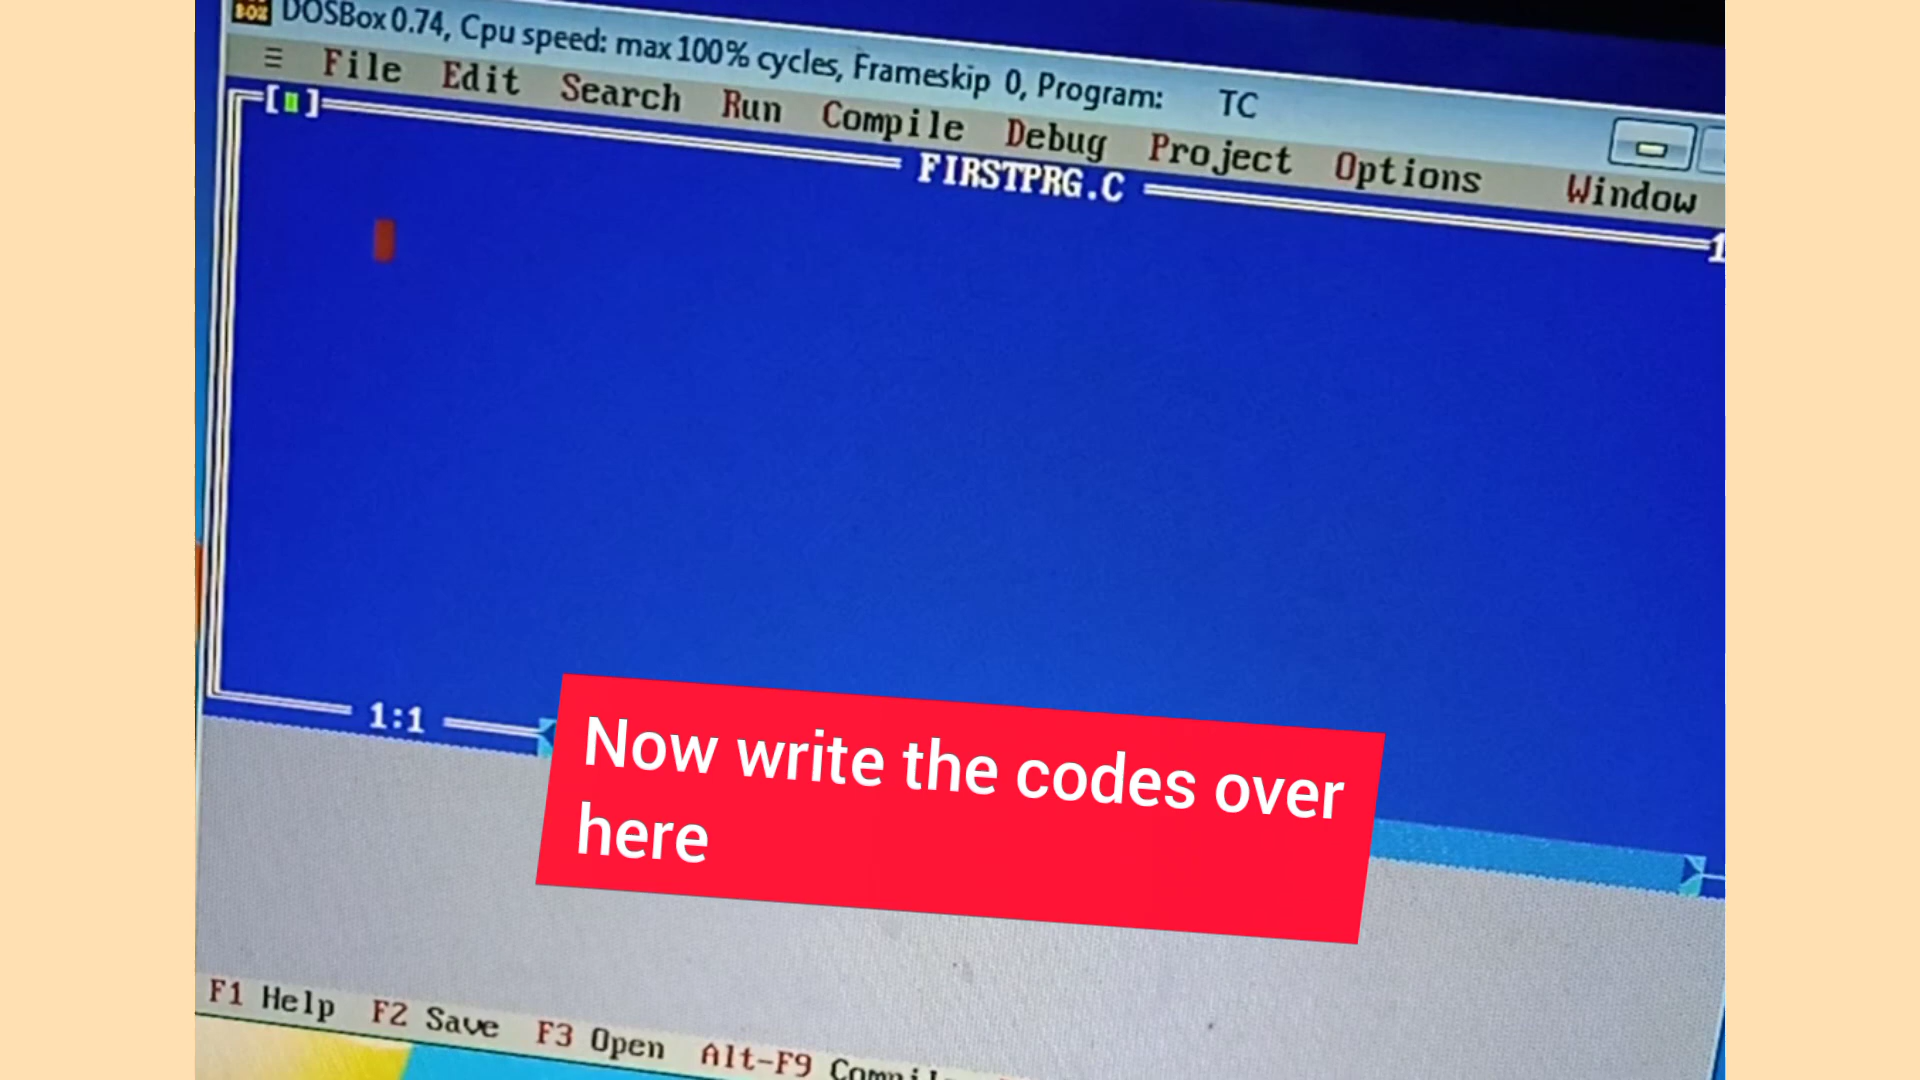 DOSBox 0.74, Cpu speed: max 100% cycles, Frameskip 0, Program: TC
≡ File Edit Search Run Compile Debug Project Options Window
[■] FIRSTPRG.C 1
1:1
Now write the codes over
here
F1 Help F2 Save F3 Open Alt-F9